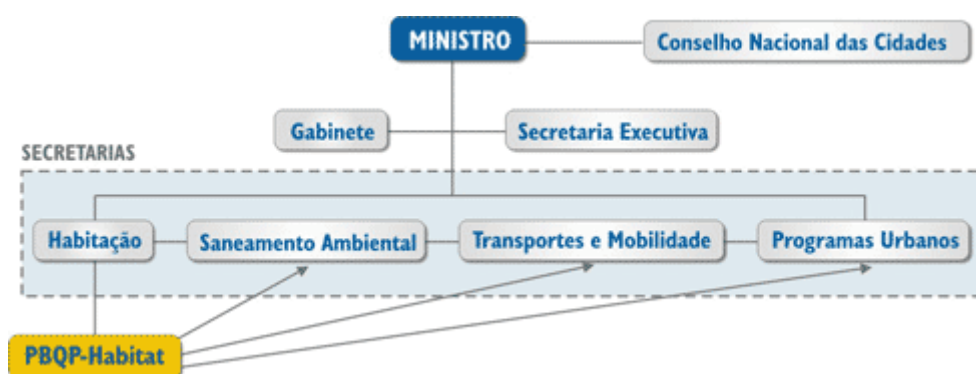 MINISTRO
Conselho Nacional das Cidades
Gabinete
Secretaria Executiva
SECRETARIAS
Habitação
Saneamento Ambiental
Transportes e Mobilidade
Programas Urbanos
PBQP-Habitat